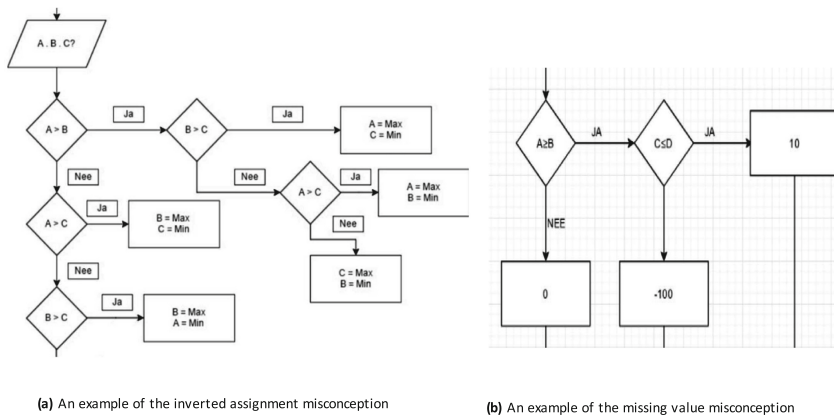 A . B . C?
A > B
Ja
B > C
Ja
A = Max
C = Min
Nee
Nee
A > C
Ja
A = Max
B = Min
A > C
Ja
B = Max
C = Min
Nee
C = Max
B = Min
Nee
B > C
Ja
B = Max
A = Min
(a) An example of the inverted assignment misconception
A≥B
JA
C≤D
JA
10
NEE
0
-100
(b) An example of the missing value misconception